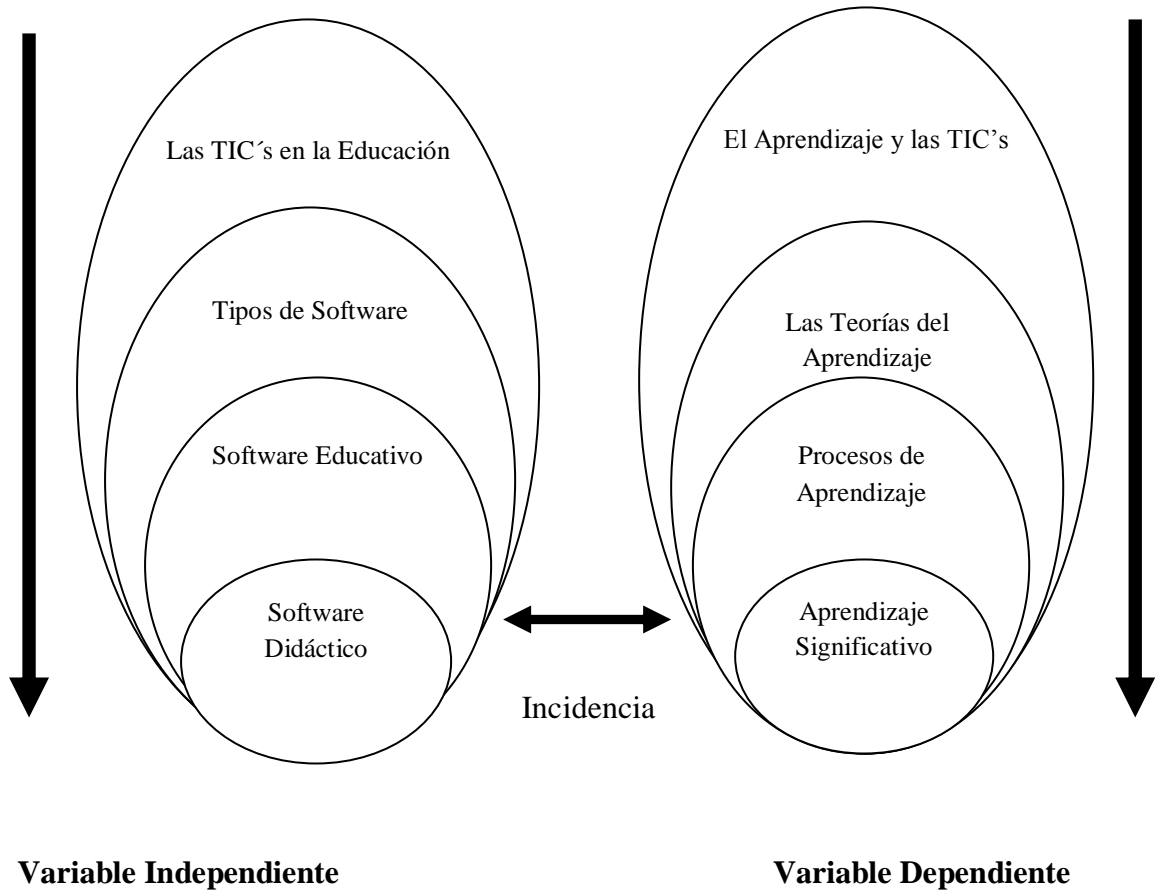 Las TIC´s en la Educación
Tipos de Software
Software Educativo
Software
Didáctico
El Aprendizaje y las TIC’s
Las Teorías del
Aprendizaje
Procesos de
Aprendizaje
Aprendizaje
Significativo
Incidencia
Variable Independiente
Variable Dependiente